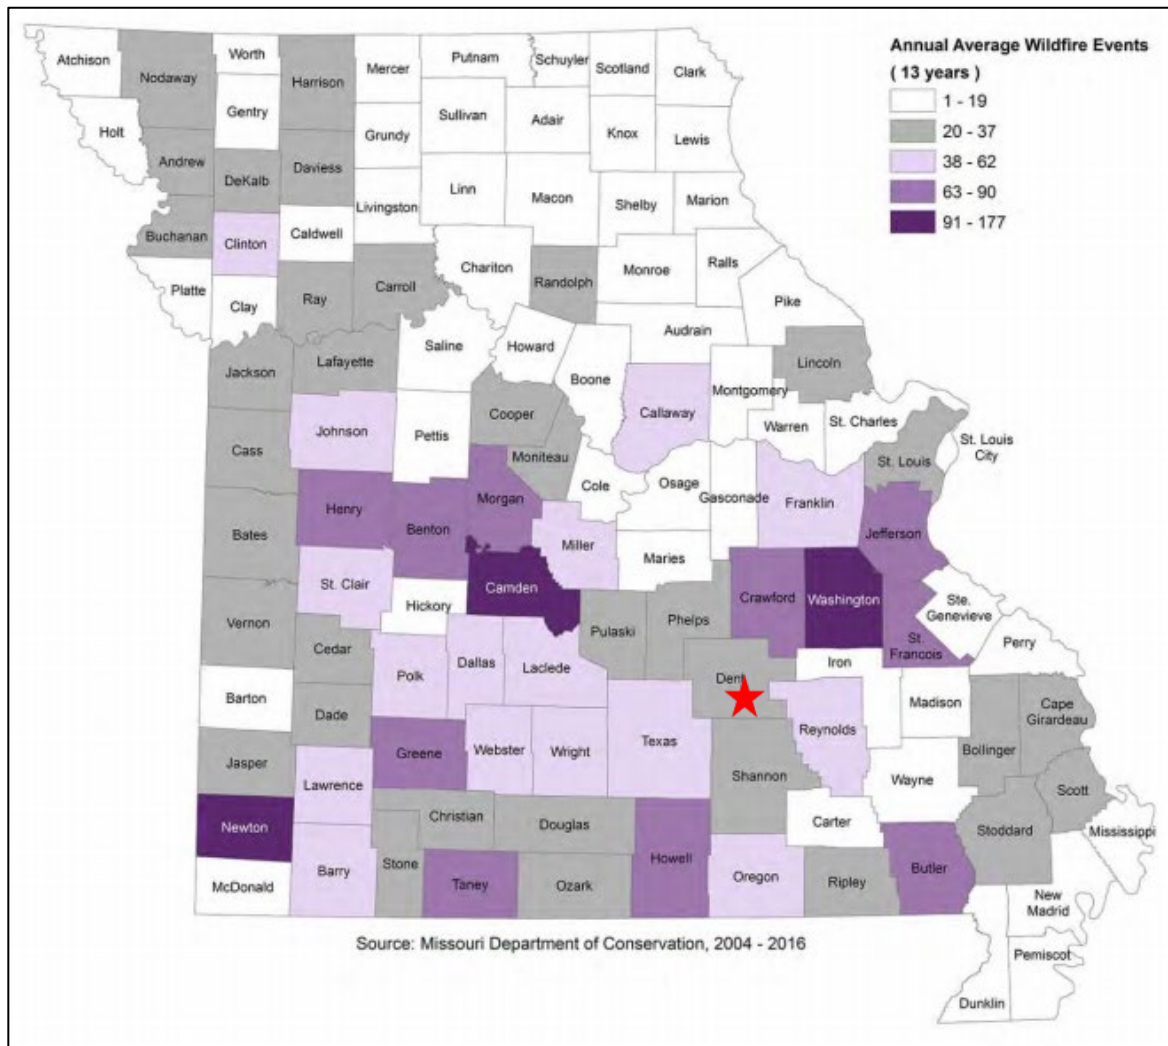 Annual Average Wildfire Events
( 13 years )
1 - 19
20 - 37
38 - 62
63 - 90
91 - 177
Atchison
Nodaway
Worth
Harrison
Mercer
Putnam
Schuyler
Scotland
Clark
Holt
Gentry
Grundy
Sullivan
Adair
Knox
Lewis
Andrew
DeKalb
Daviess
Livingston
Linn
Macon
Shelby
Marion
Buchanan
Clinton
Caldwell
Chariton
Randolph
Monroe
Ralls
Platte
Clay
Ray
Carroll
Pike
Saline
Howard
Audrain
Jackson
Lafayette
Boone
Montgomery
Lincoln
Cooper
Callaway
Warren
St. Charles
Johnson
Pettis
Cass
Moniteau
St. Louis
St. Louis
City
Cole
Osage
Gasconade
Franklin
Henry
Benton
Morgan
Jefferson
Bates
Miller
Maries
St. Clair
Camden
Crawford
Washington
Hickory
Ste.
Genevieve
Vernon
Pulaski
Phelps
St.
Francois
Perry
Cedar
Polk
Dallas
Laclede
Iron
Barton
Dent
Madison
Cape
Girardeau
Dade
Texas
Reynolds
Greene
Webster
Wright
Bollinger
Jasper
Shannon
Wayne
Lawrence
Scott
Newton
Christian
Douglas
Carter
Stoddard
Mississippi
Howell
Stone
McDonald
Barry
Taney
Ozark
Oregon
Ripley
Butler
New
Madrid
Pemiscot
Dunklin
Source: Missouri Department of Conservation, 2004 - 2016